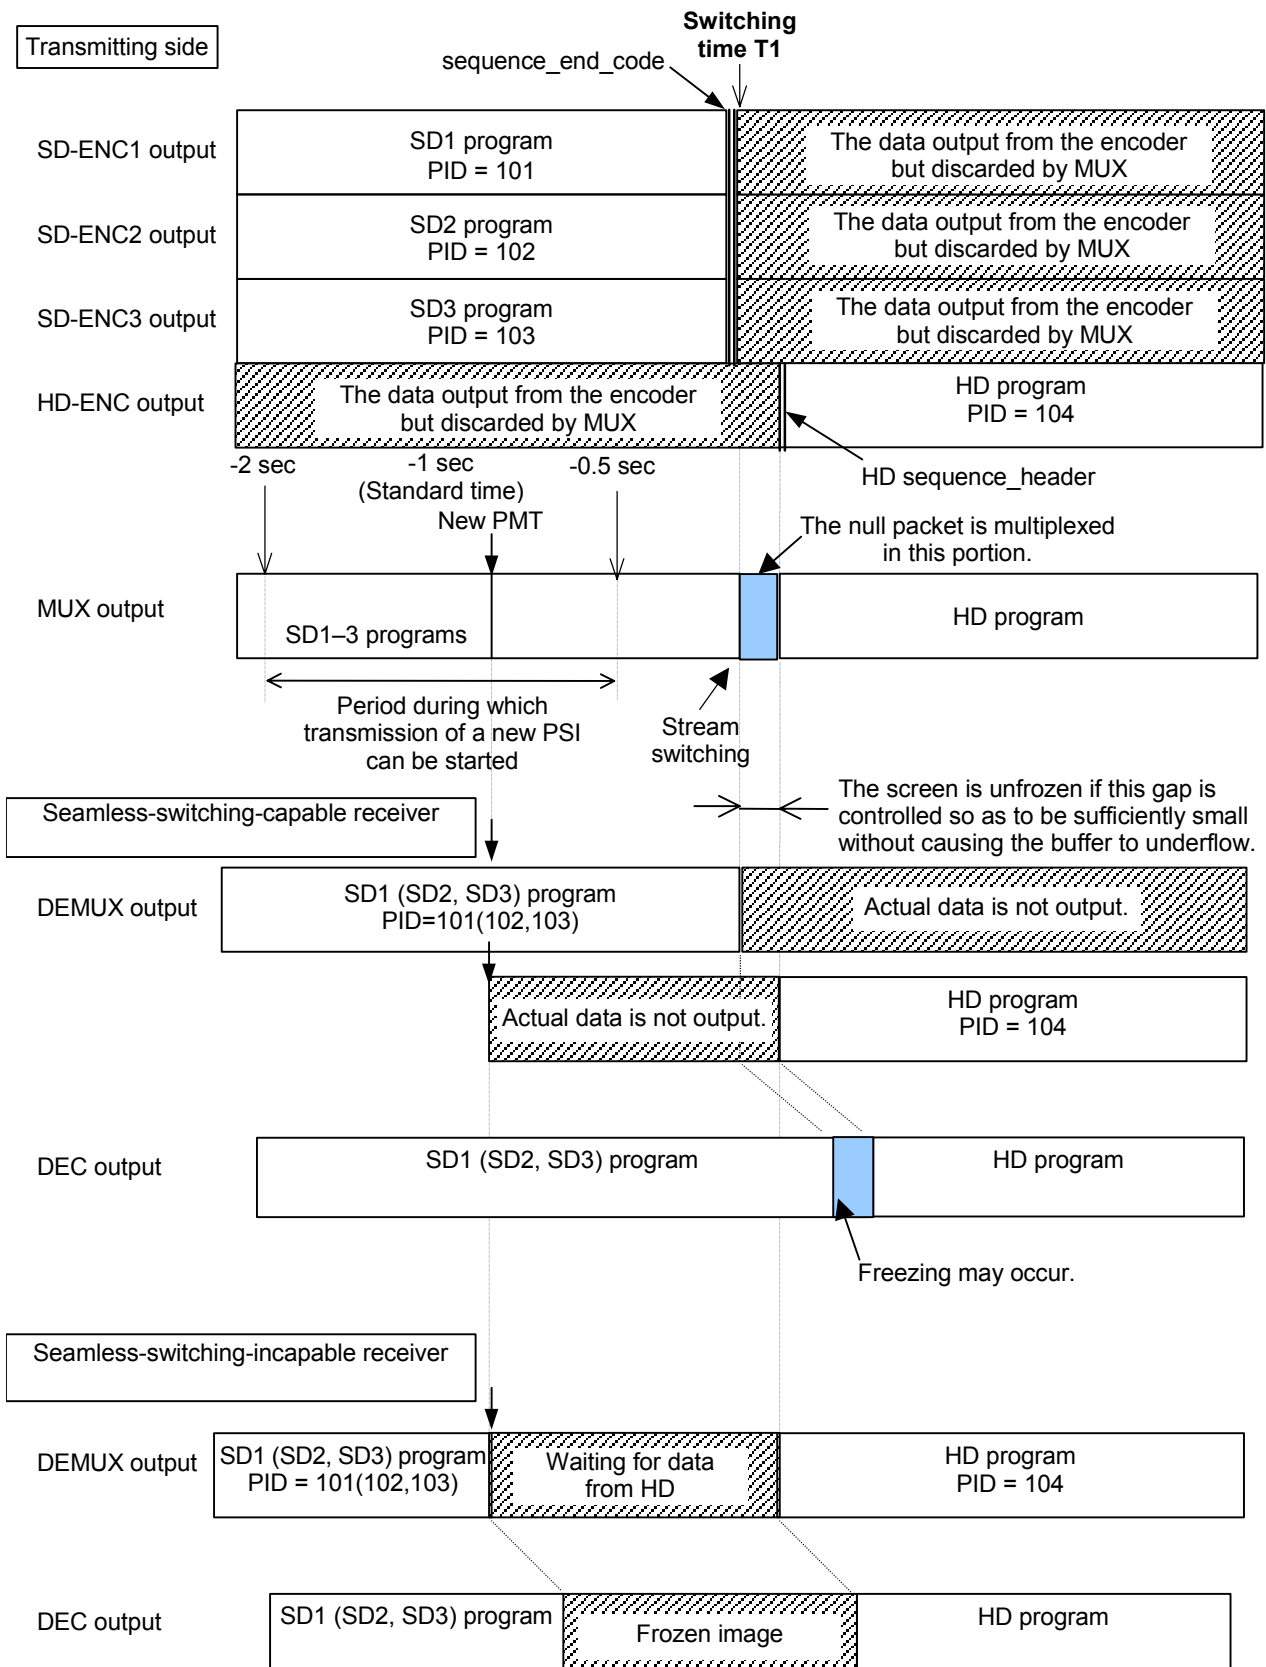 Switching
time T1
Transmitting side
sequence_end_code
SD-ENC1 output
SD1 program
PID = 101
The data output from the encoder
but discarded by MUX
SD-ENC2 output
SD2 program
PID = 102
The data output from the encoder
but discarded by MUX
SD-ENC3 output
SD3 program
PID = 103
The data output from the encoder
but discarded by MUX
HD-ENC output
The data output from the encoder
but discarded by MUX
HD program
PID = 104
-2 sec
-1 sec
(Standard time)
New PMT
-0.5 sec
HD sequence_header
The null packet is multiplexed
in this portion.
MUX output
SD1–3 programs
HD program
Period during which
transmission of a new PSI
can be started
Stream
switching
The screen is unfrozen if this gap is
controlled so as to be sufficiently small
without causing the buffer to underflow.
Seamless-switching-capable receiver
DEMUX output
SD1 (SD2, SD3) program
PID=101(102,103)
Actual data is not output.
Actual data is not output.
HD program
PID = 104
DEC output
SD1 (SD2, SD3) program
HD program
Freezing may occur.
Seamless-switching-incapable receiver
DEMUX output
SD1 (SD2, SD3) program
PID = 101(102,103)
Waiting for data
from HD
HD program
PID = 104
DEC output
SD1 (SD2, SD3) program
Frozen image
HD program